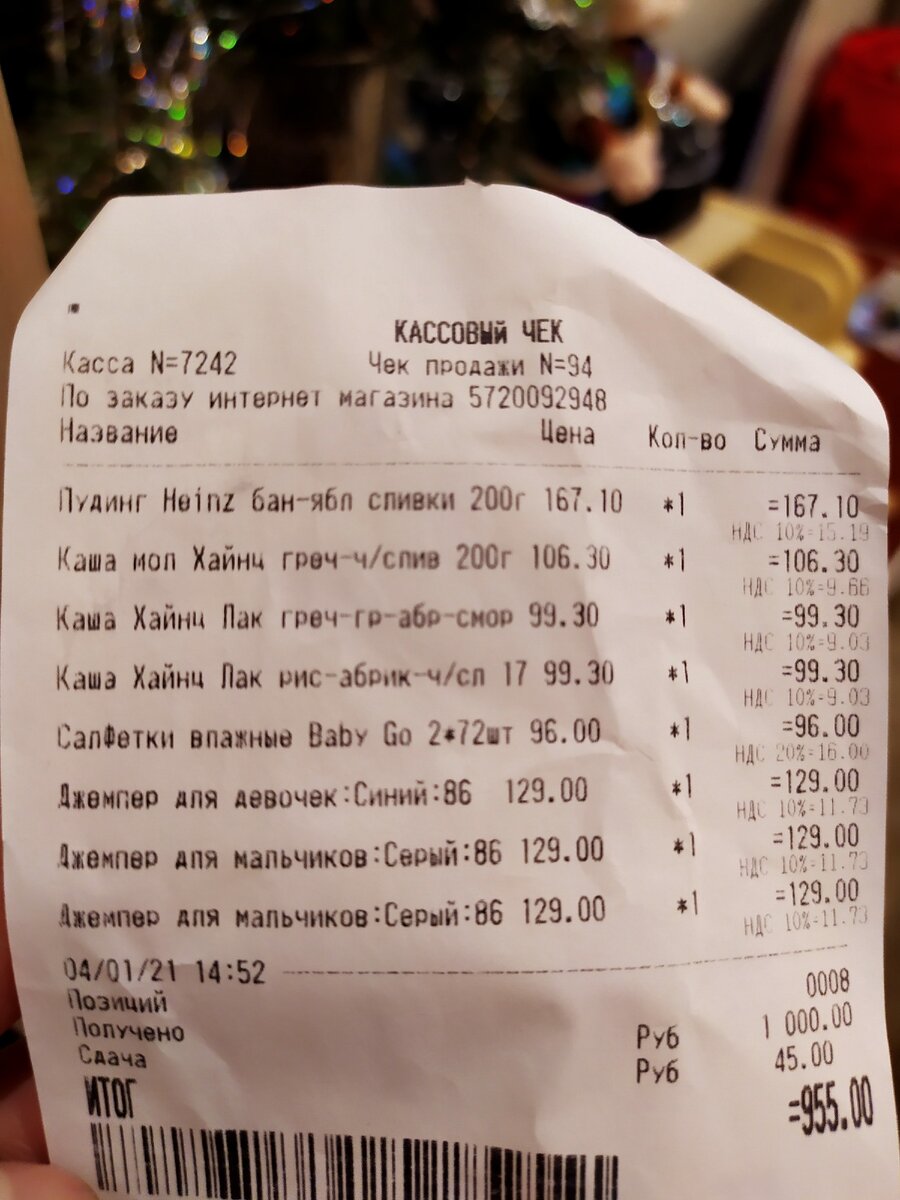 КАССОВЫЙ ЧЕК
Касса N=7242 Чек продажи N=94
По заказу интернет магазина 5720092948
Название Цена Кол-во Сумма
Пудинг Heinz бан-ябл сливки 200г 167.10 *1 =167.10
НДС 10%=15.19
Каша мол Хайнц греч-ч/слив 200г 106.30 *1 =106.30
НДС 10%=9.66
Каша Хайнц Лак греч-гр-абр-смор 99.30 *1 =99.30
НДС 10%=9.03
Каша Хайнц Лак рис-абрик-ч/сл 17 99.30 *1 =99.30
НДС 10%=9.03
Салфетки влажные Baby Go 2*72шт 96.00 *1 =96.00
НДС 20%=16.00
Джемпер для девочек:Синий:86 129.00 *1 =129.00
НДС 10%=11.73
Джемпер для мальчиков:Серый:86 129.00 *1 =129.00
НДС 10%=11.73
Джемпер для мальчиков:Серый:86 129.00 *1 =129.00
НДС 10%=11.73
04/01/21 14:52
Позиций 0008
Получено Руб 1 000.00
Сдача Руб 45.00
ИТОГ =955.00